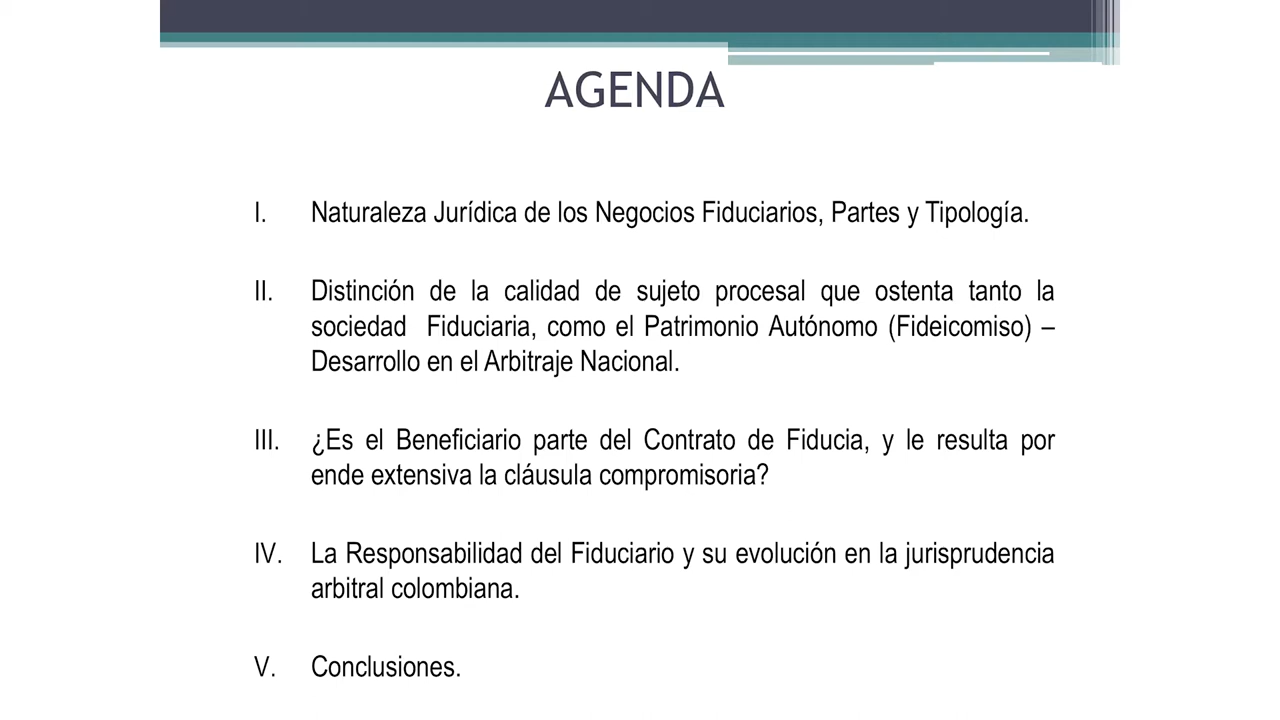 AGENDA
I. Naturaleza Jurídica de los Negocios Fiduciarios, Partes y Tipología.
II. Distinción de la calidad de sujeto procesal que ostenta tanto la
sociedad Fiduciaria, como el Patrimonio Autónomo (Fideicomiso) –
Desarrollo en el Arbitraje Nacional.
III. ¿Es el Beneficiario parte del Contrato de Fiducia, y le resulta por
ende extensiva la cláusula compromisoria?
IV. La Responsabilidad del Fiduciario y su evolución en la jurisprudencia
arbitral colombiana.
V. Conclusiones.